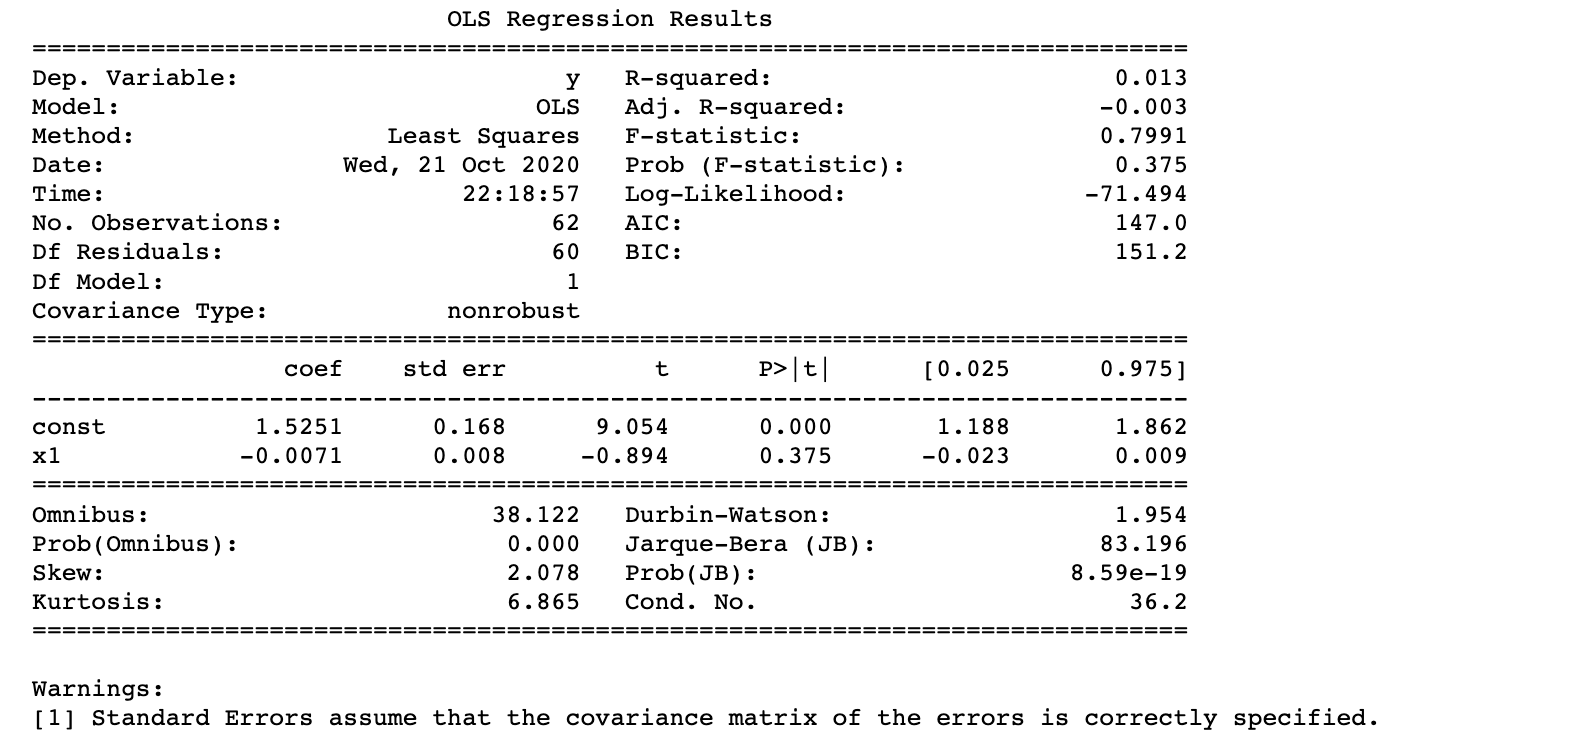 OLS Regression Results
==============================================================================
Dep. Variable: y R-squared: 0.013
Model: OLS Adj. R-squared: -0.003
Method: Least Squares F-statistic: 0.7991
Date: Wed, 21 Oct 2020 Prob (F-statistic): 0.375
Time: 22:18:57 Log-Likelihood: -71.494
No. Observations: 62 AIC: 147.0
Df Residuals: 60 BIC: 151.2
Df Model: 1
Covariance Type: nonrobust
==============================================================================
coef std err t P>|t| [0.025 0.975]
------------------------------------------------------------------------------
const 1.5251 0.168 9.054 0.000 1.188 1.862
x1 -0.0071 0.008 -0.894 0.375 -0.023 0.009
==============================================================================
Omnibus: 38.122 Durbin-Watson: 1.954
Prob(Omnibus): 0.000 Jarque-Bera (JB): 83.196
Skew: 2.078 Prob(JB): 8.59e-19
Kurtosis: 6.865 Cond. No. 36.2
==============================================================================
Warnings:
[1] Standard Errors assume that the covariance matrix of the errors is correctly specified.